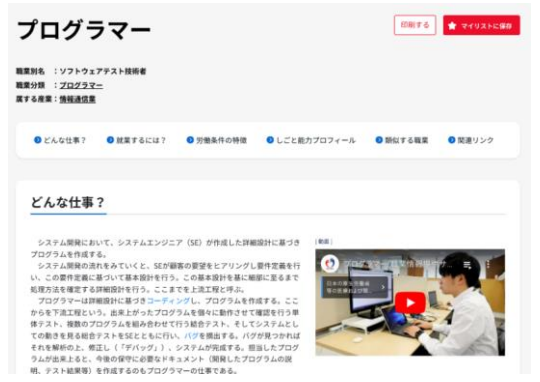 プログラマー
印刷する
マイリストに保存
職業別名 ：ソフトウェアテスト技術者
職業分類 ：プログラマー
属する産業：情報通信業
どんな仕事？
就業するには？
労働条件の特徴
しごと能力プロフィール
類似する職業
関連リンク
どんな仕事？
システム開発において、システムエンジニア（SE）が作成した詳細設計に基づき
プログラムを作成する。
システム開発の流れをみていくと、SEが顧客の要望をヒアリングし要件定義を行
い、この要件定義に基づいて基本設計を行う。この基本設計を基に細部に至るまで
処理方法を確定する詳細設計を行う。ここまでを上流工程と呼ぶ。
プログラマーは詳細設計に基づきコーディングし、プログラムを作成する。ここ
からを下流工程という。出来上がったプログラムを個々に動作させて確認を行う単
体テスト、複数のプログラムを組み合わせて行う結合テスト、そしてシステムとし
ての動きを見る総合テストをSEとともに行い、バグを摘出する。バグが見つかれば
それを解析の上、修正し（「デバッグ」）、システムが完成する。担当したプログ
ラムが出来上ると、今後の保守に必要なドキュメント（開発したプログラムの説
明、テスト結果等）を作成するのもプログラマーの仕事である。
| 動画 |
プログラマー